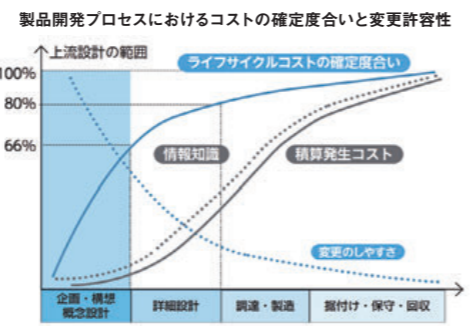 製品開発プロセスにおけるコストの確定度合いと変更許容性
上流設計の範囲
ライフサイクルコストの確定度合い
100%
80%
66%
情報知識
積算発生コスト
変更のしやすさ
企画・構想
概念設計
詳細設計
調達・製造
据付け・保守・回収